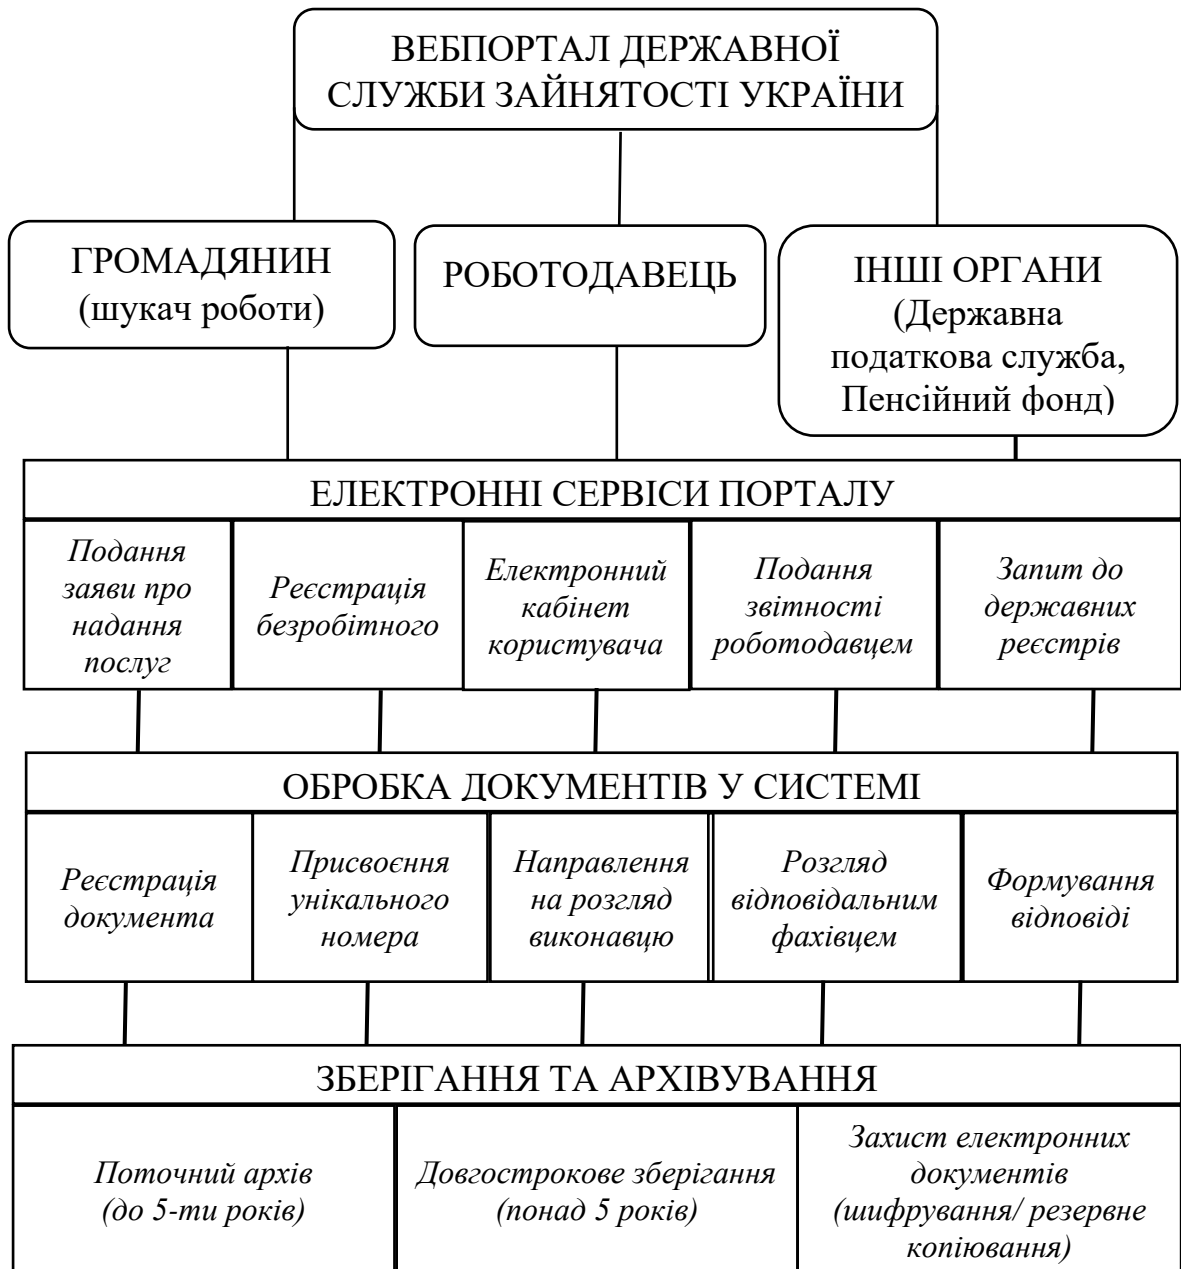 ВЕБПОРТАЛ ДЕРЖАВНОЇ
СЛУЖБИ ЗАЙНЯТОСТІ УКРАЇНИ
ГРОМАДЯНИН
(шукач роботи)
РОБОТОДАВЕЦЬ
ІНШІ ОРГАНИ
(Державна
податкова служба,
Пенсійний фонд)
ЕЛЕКТРОННІ СЕРВІСИ ПОРТАЛУ
Подання
заяви про
надання
послуг
Реєстрація
безробітного
Електронний
кабінет
користувача
Подання
звітності
роботодавцем
Запит до
державних
реєстрів
ОБРОБКА ДОКУМЕНТІВ У СИСТЕМІ
Реєстрація
документа
Присвоєння
унікального
номера
Направлення
на розгляд
виконавцю
Розгляд
відповідальним
фахівцем
Формування
відповіді
ЗБЕРІГАННЯ ТА АРХІВУВАННЯ
Поточний архів
(до 5-ти років)
Довгострокове зберігання
(понад 5 років)
Захист електронних
документів
(шифрування/ резервне
копіювання)